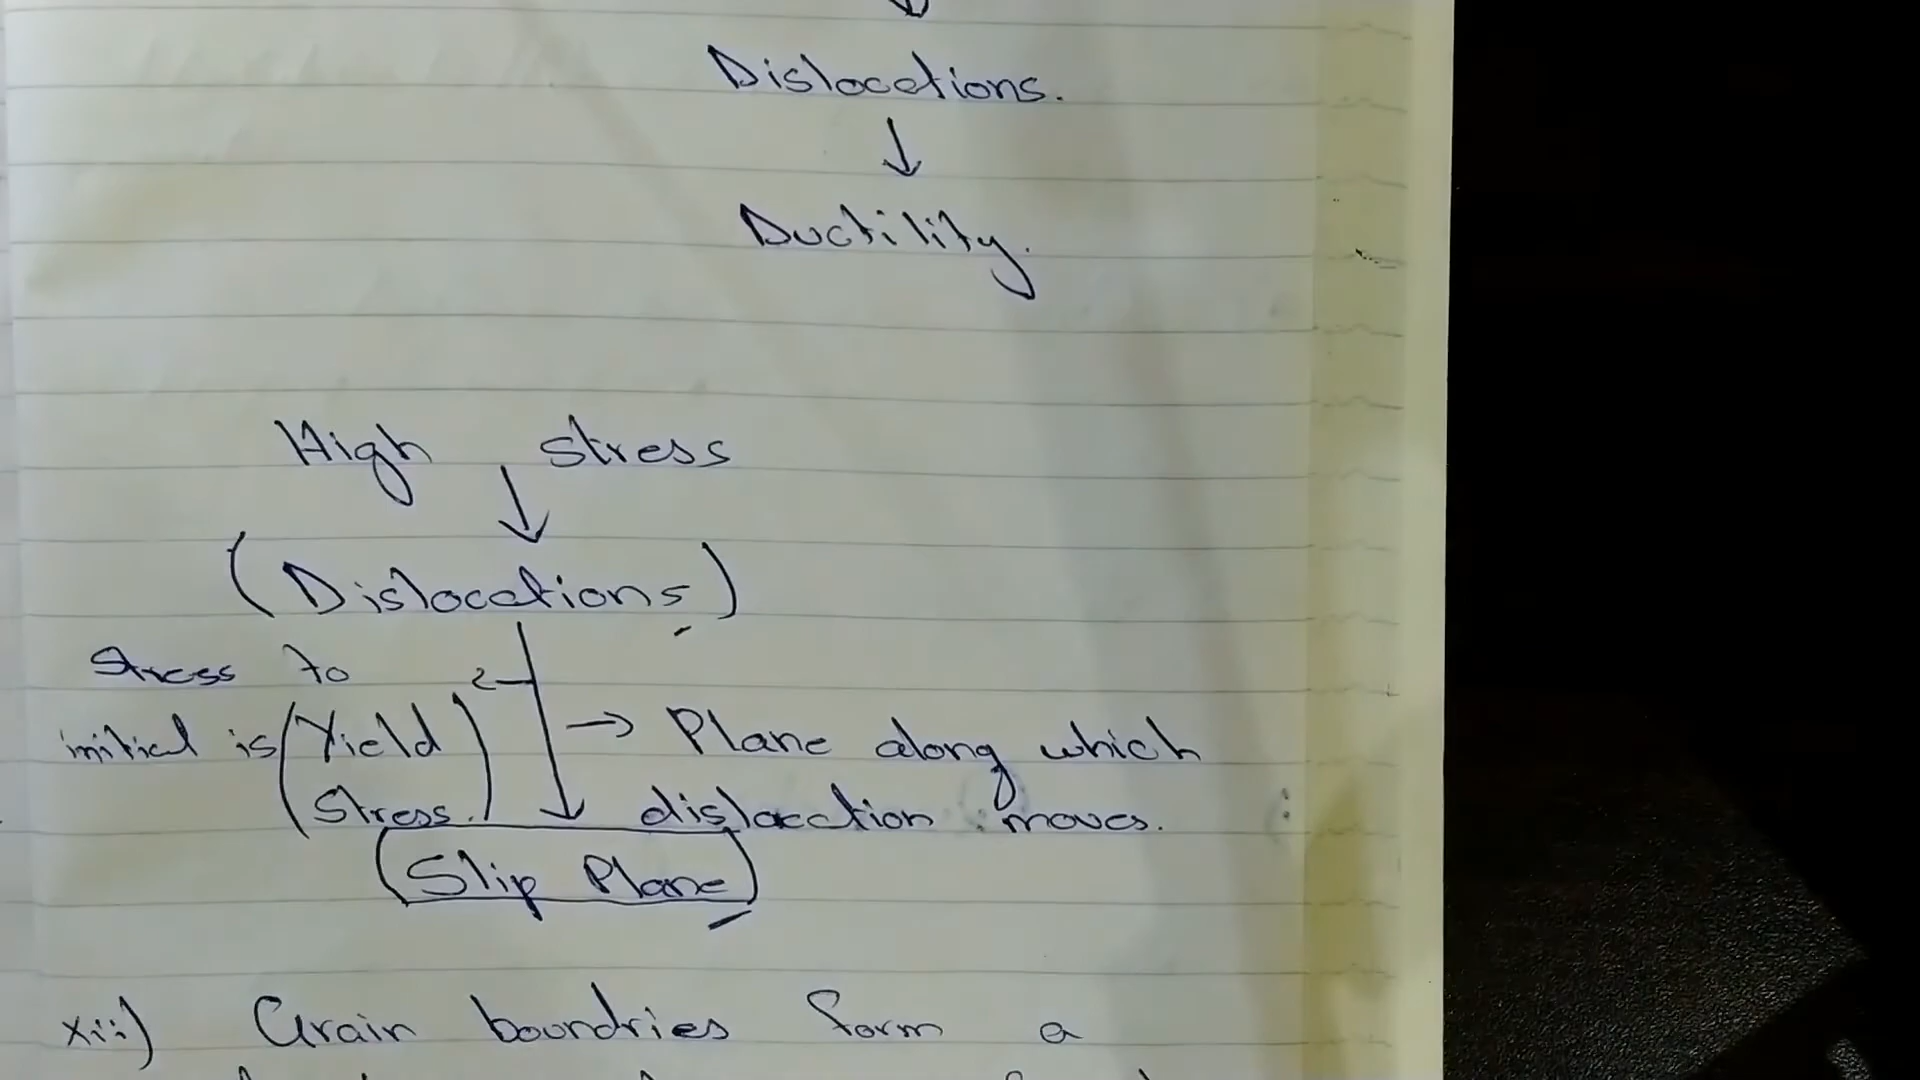 Dislocations.
↓
Ductility.
High stress
↓
(Dislocations)
Stress to
initial is (Yield
Stress.)
→ Plane along which
dislocation moves.
(Slip Plane)
xii) Grain boundries form a